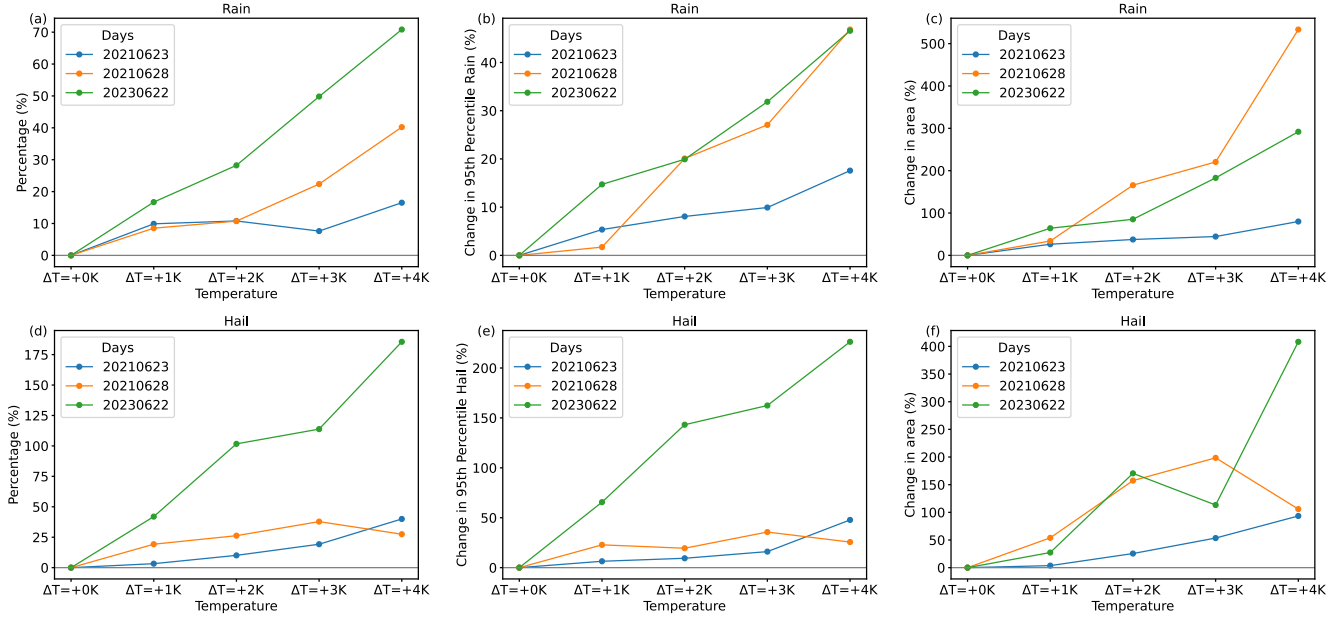 Rain
(a)
Percentage (%)
70
60
50
40
30
20
10
0
Days
20210623
20210628
20230622
ΔT=+0K ΔT=+1K ΔT=+2K ΔT=+3K ΔT=+4K
Temperature
Rain
(b)
Change in 95th Percentile Rain (%)
40
30
20
10
0
Days
20210623
20210628
20230622
ΔT=+0K ΔT=+1K ΔT=+2K ΔT=+3K ΔT=+4K
Temperature
Rain
(c)
Change in area (%)
500
400
300
200
100
0
Days
20210623
20210628
20230622
ΔT=+0K ΔT=+1K ΔT=+2K ΔT=+3K ΔT=+4K
Temperature
Hail
(d)
Percentage (%)
175
150
125
100
75
50
25
0
Days
20210623
20210628
20230622
ΔT=+0K ΔT=+1K ΔT=+2K ΔT=+3K ΔT=+4K
Temperature
Hail
(e)
Change in 95th Percentile Hail (%)
200
150
100
50
0
Days
20210623
20210628
20230622
ΔT=+0K ΔT=+1K ΔT=+2K ΔT=+3K ΔT=+4K
Temperature
Hail
(f)
Change in area (%)
400
350
300
250
200
150
100
50
0
Days
20210623
20210628
20230622
ΔT=+0K ΔT=+1K ΔT=+2K ΔT=+3K ΔT=+4K
Temperature